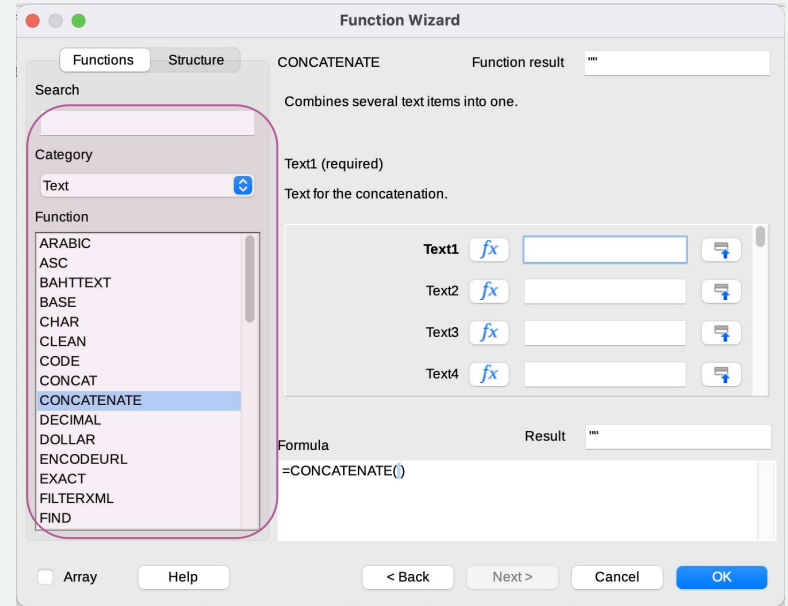 Function Wizard
Functions
Structure
Search
Category
Text
Function
ARABIC
ASC
BAHTTEXT
BASE
CHAR
CLEAN
CODE
CONCAT
CONCATENATE
DECIMAL
DOLLAR
ENCODEURL
EXACT
FILTERXML
FIND
CONCATENATE
Function result
""
Combines several text items into one.
Text1 (required)
Text for the concatenation.
Text1 fx
Text2 fx
Text3 fx
Text4 fx
Result
""
Formula
=CONCATENATE()
Array
Help
< Back
Next >
Cancel
OK